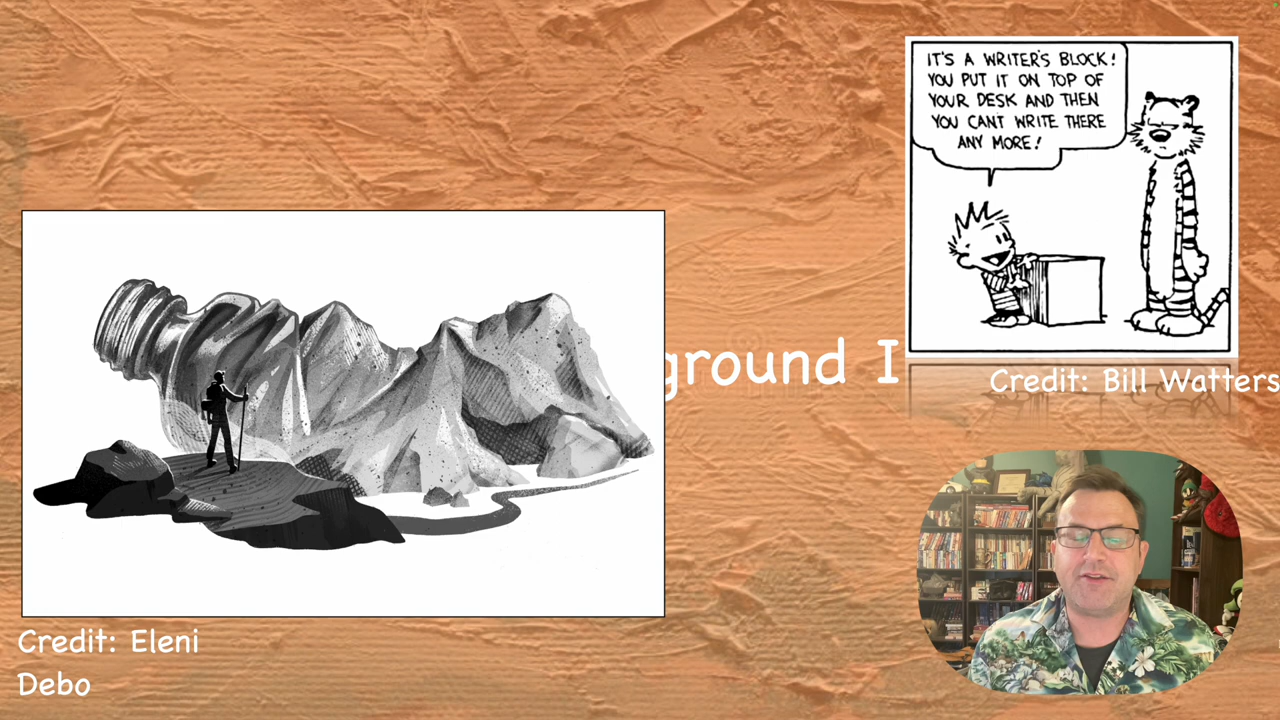 IT'S A WRITER'S BLOCK!
YOU PUT IT ON TOP OF
YOUR DESK AND THEN
YOU CAN'T WRITE THERE
ANY MORE!
ground I
Credit: Bill Watters
Credit: Eleni
Debo